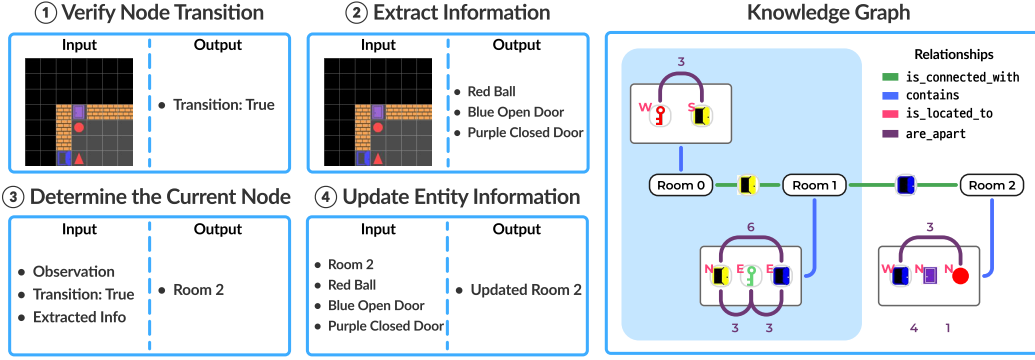 ① Verify Node Transition
Input
Output
• Transition: True
② Extract Information
Input
Output
• Red Ball
• Blue Open Door
• Purple Closed Door
③ Determine the Current Node
Input
Output
• Observation
• Transition: True
• Extracted Info
• Room 2
④ Update Entity Information
Input
Output
• Room 2
• Red Ball
• Blue Open Door
• Purple Closed Door
• Updated Room 2
Knowledge Graph
Relationships
is_connected_with
contains
is_located_to
are_apart
3
W S
Room 0 Room 1 Room 2
6
N E E
3 3
3
W N N
4 1